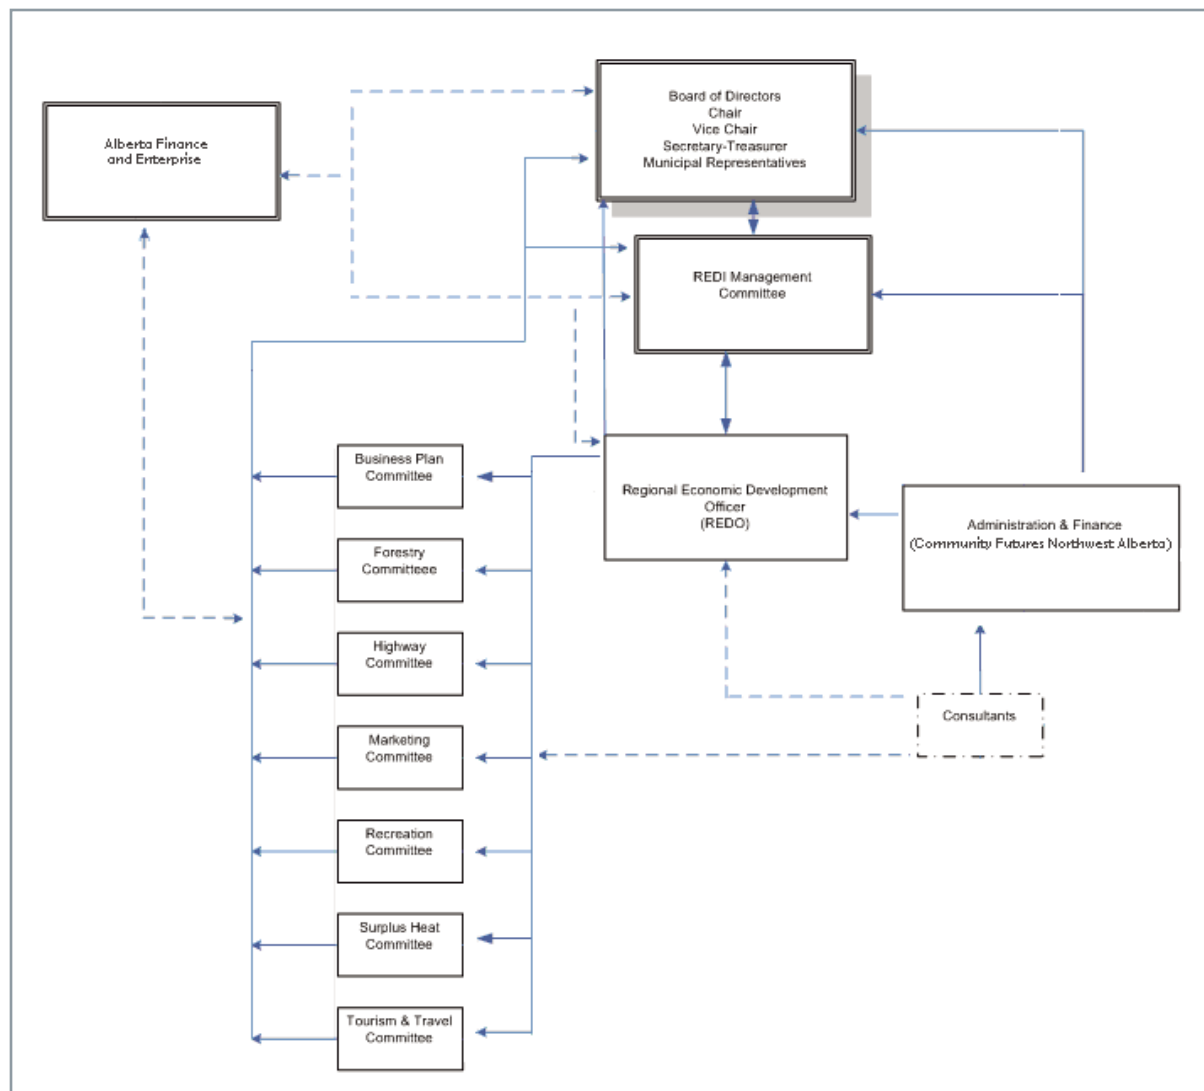 Board of Directors
Chair
Vice Chair
Secretary-Treasurer
Municipal Representatives
Alberta Finance
and Enterprise
REDI Management
Committee
Business Plan
Committee
Regional Economic Development
Officer
(REDO)
Administration & Finance
(Community Futures Northwest Alberta)
Forestry
Committeee
Highway
Committee
Consultants
Marketing
Committee
Recreation
Committee
Surplus Heat
Committee
Tourism & Travel
Committee